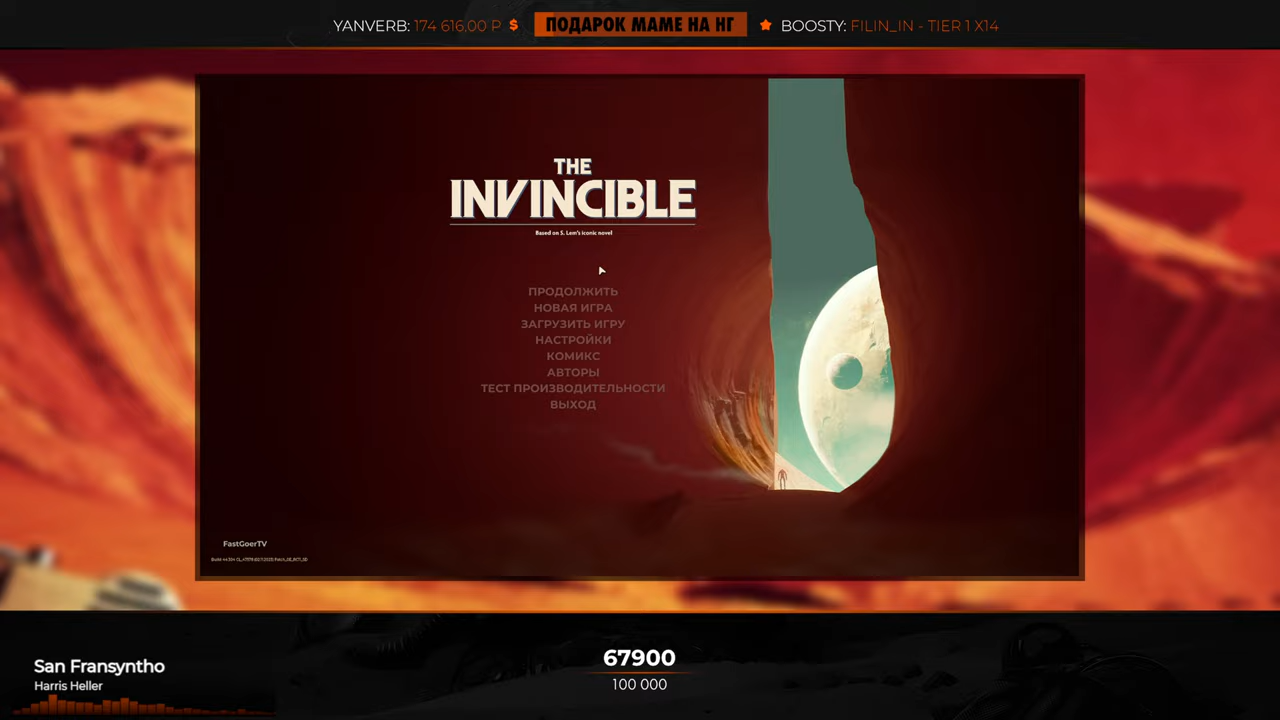 YANVERB: 174 616,00 Р $ ПОДАРОК МАМЕ НА НГ BOOSTY: FILIN_IN - TIER 1 X14
THE
INVINCIBLE
Based on S. Lem's iconic novel
ПРОДОЛЖИТЬ
НОВАЯ ИГРА
ЗАГРУЗИТЬ ИГРУ
НАСТРОЙКИ
КОМИКС
АВТОРЫ
ТЕСТ ПРОИЗВОДИТЕЛЬНОСТИ
ВЫХОД
FastGoerTV
San Fransyntho
Harris Heller
67900
100 000